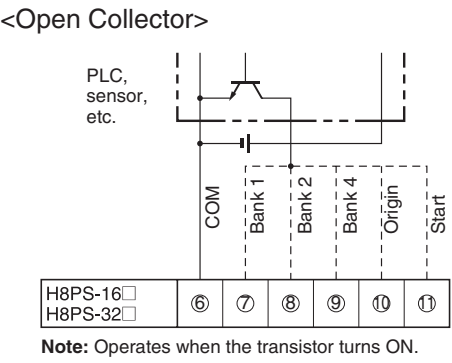 <Open Collector>
PLC,
sensor,
etc.
COM
Bank 1
Bank 2
Bank 4
Origin
Start
H8PS-16□
H8PS-32□
⑥ ⑦ ⑧ ⑨ ⑩ ⑪
Note: Operates when the transistor turns ON.